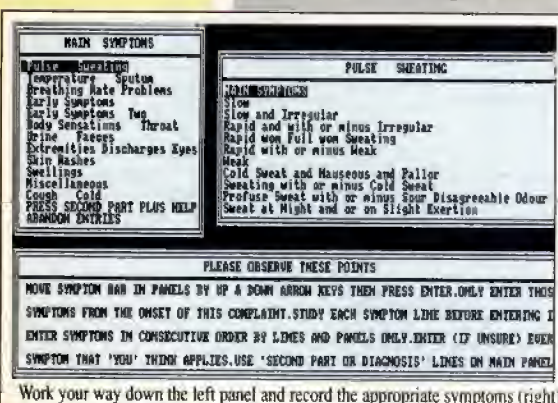 MAIN SYMPTOMS
Pulse Sweating
Temperature Sputum
Breathing Rate Problems
Early Symptoms
Early Symptoms Two
Body Sensations Throat
Urine Faeces
Extremities Discharges Eyes
Skin Rashes
Swellings
Miscellaneous
Cough Cold
PRESS SECOND PART PLUS HELP
ABANDON ENTRIES
PULSE SWEATING
MAIN SYMPTOMS
Slow
Slow and Irregular
Rapid and with or minus Irregular
Rapid won Full won Sweating
Rapid with or minus Weak
Weak
Cold Sweat and Nauseous and Pallor
Sweating with or minus Cold Sweat
Profuse Sweat with or minus Sour Disagreeable Odour
Sweat at Night and or on Slight Exertion
PLEASE OBSERVE THESE POINTS
MOVE SYMPTOM BAR IN PANELS BY UP & DOWN ARROW KEYS THEN PRESS ENTER.ONLY ENTER THOS
SYMPTOMS FROM THE ONSET OF THIS COMPLAINT.STUDY EACH SYMPTOM LINE BEFORE ENTERING I
ENTER SYMPTOMS IN CONSECUTIVE ORDER BY LINES AND PANELS ONLY.ENTER (IF UNSURE) EVER
SYMPTOM THAT 'YOU' THINK APPLIES.USE 'SECOND PART OR DIAGNOSIS' LINES ON MAIN PANEL
Work your way down the left panel and record the appropriate symptoms (righ